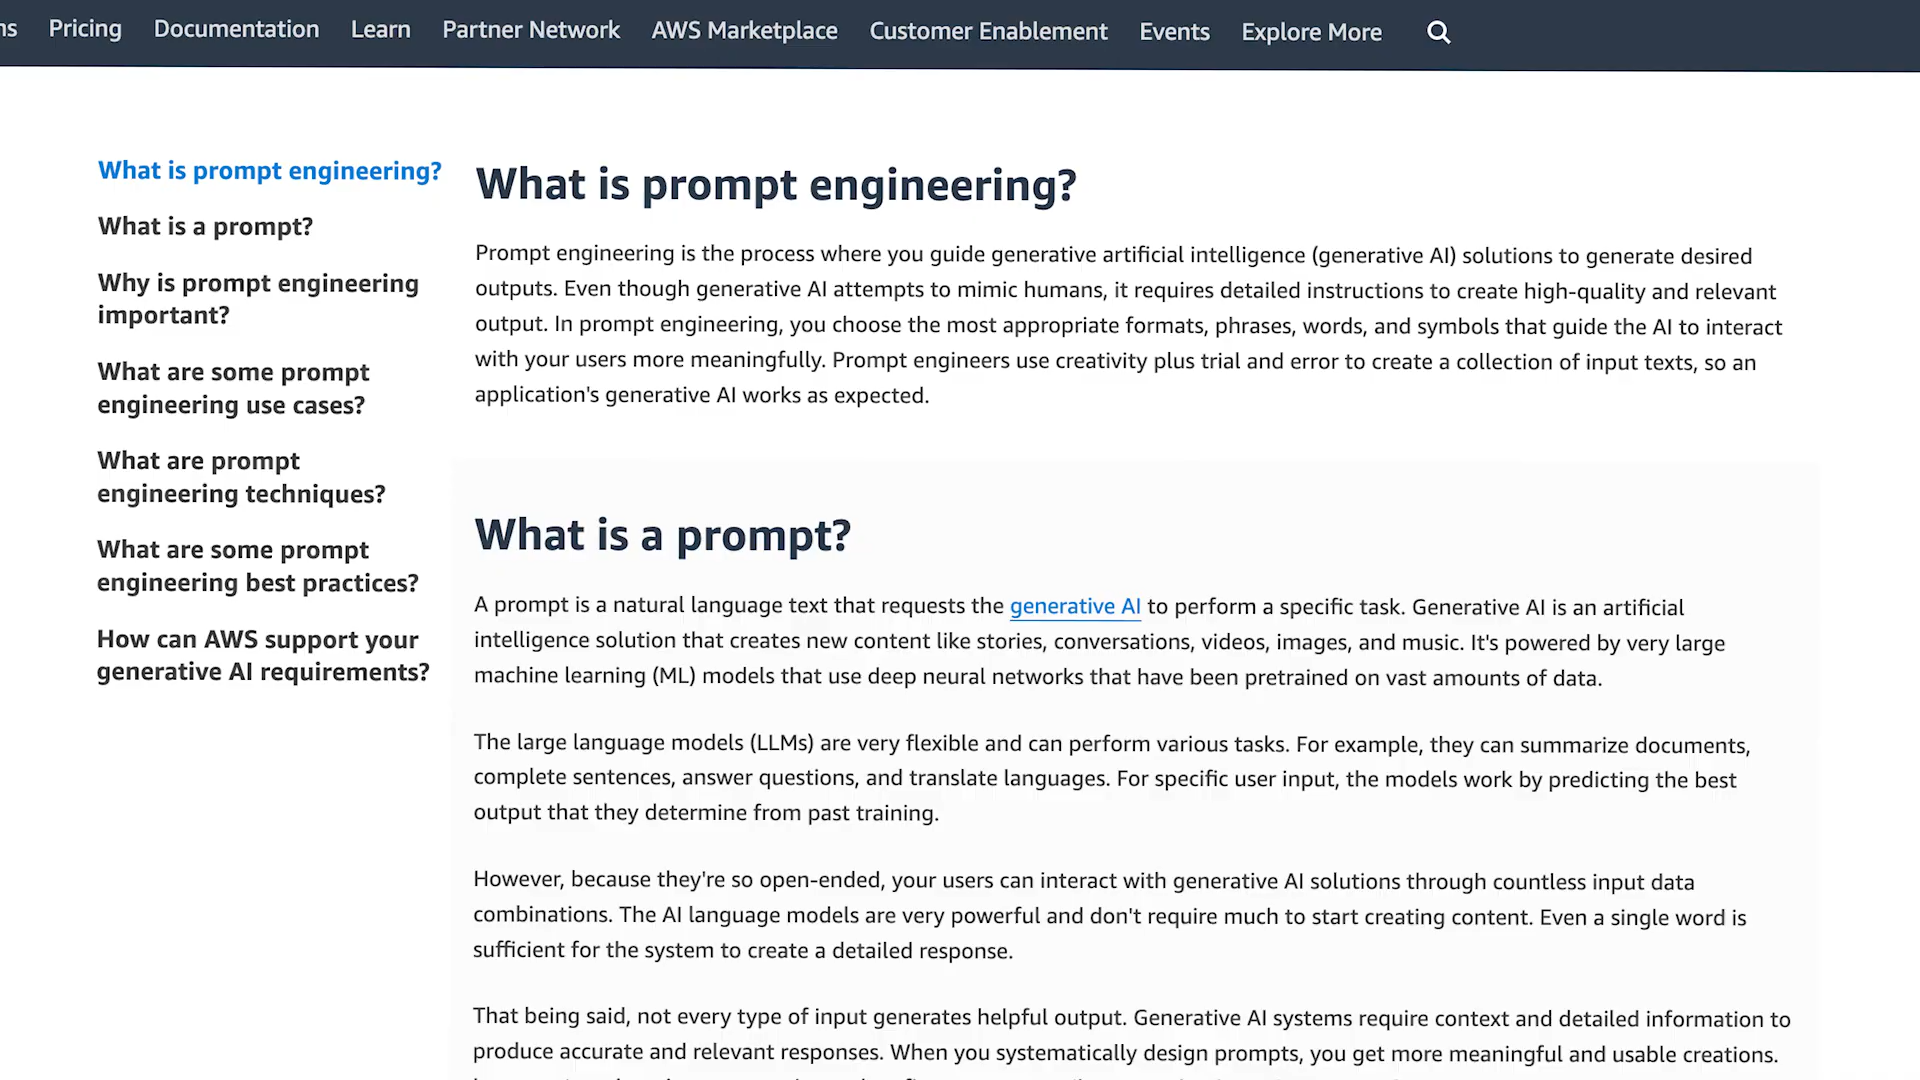 Pricing Documentation Learn Partner Network AWS Marketplace Customer Enablement Events Explore More
What is prompt engineering?
What is a prompt?
Why is prompt engineering
important?
What are some prompt
engineering use cases?
What are prompt
engineering techniques?
What are some prompt
engineering best practices?
How can AWS support your
generative AI requirements?
What is prompt engineering?
Prompt engineering is the process where you guide generative artificial intelligence (generative AI) solutions to generate desired
outputs. Even though generative AI attempts to mimic humans, it requires detailed instructions to create high-quality and relevant
output. In prompt engineering, you choose the most appropriate formats, phrases, words, and symbols that guide the AI to interact
with your users more meaningfully. Prompt engineers use creativity plus trial and error to create a collection of input texts, so an
application's generative AI works as expected.
What is a prompt?
A prompt is a natural language text that requests the generative AI to perform a specific task. Generative AI is an artificial
intelligence solution that creates new content like stories, conversations, videos, images, and music. It's powered by very large
machine learning (ML) models that use deep neural networks that have been pretrained on vast amounts of data.
The large language models (LLMs) are very flexible and can perform various tasks. For example, they can summarize documents,
complete sentences, answer questions, and translate languages. For specific user input, the models work by predicting the best
output that they determine from past training.
However, because they're so open-ended, your users can interact with generative AI solutions through countless input data
combinations. The AI language models are very powerful and don't require much to start creating content. Even a single word is
sufficient for the system to create a detailed response.
That being said, not every type of input generates helpful output. Generative AI systems require context and detailed information to
produce accurate and relevant responses. When you systematically design prompts, you get more meaningful and usable creations.